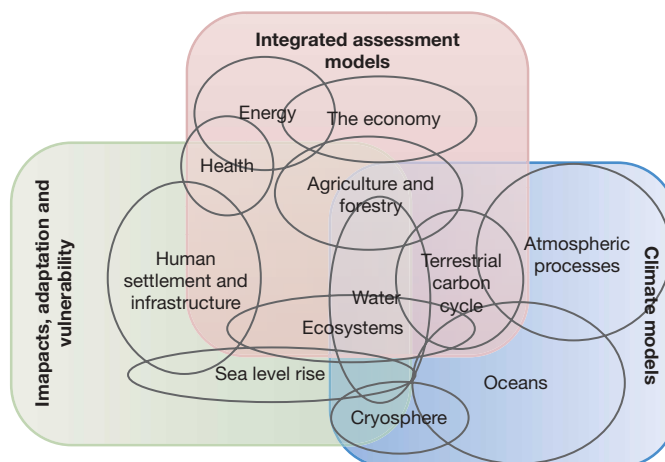 Integrated assessment
models
Energy
The economy
Health
Agriculture and
forestry
Imapacts, adaptation and
vulnerability
Human
settlement and
infrastructure
Water
Terrestrial
carbon
cycle
Atmospheric
processes
Climate models
Ecosystems
Sea level rise
Oceans
Cryosphere